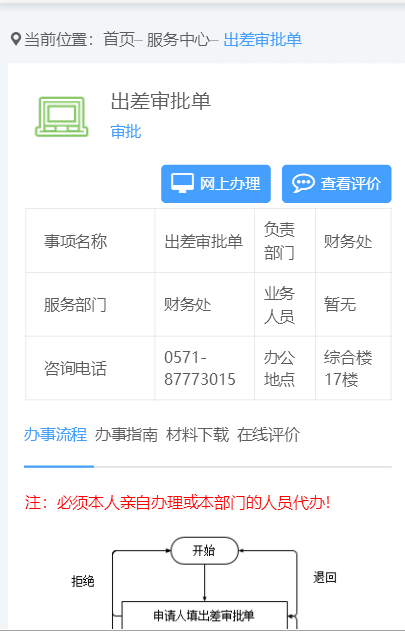 当前位置：首页– 服务中心– 出差审批单
出差审批单
审批
网上办理 查看评价
事项名称 出差审批单 负责部门 财务处
服务部门 财务处 业务人员 暂无
咨询电话 0571-87773015 办公地点 综合楼17楼
办事流程 办事指南 材料下载 在线评价
注：必须本人亲自办理或本部门的人员代办！
开始
拒绝 退回
申请人填出差审批单